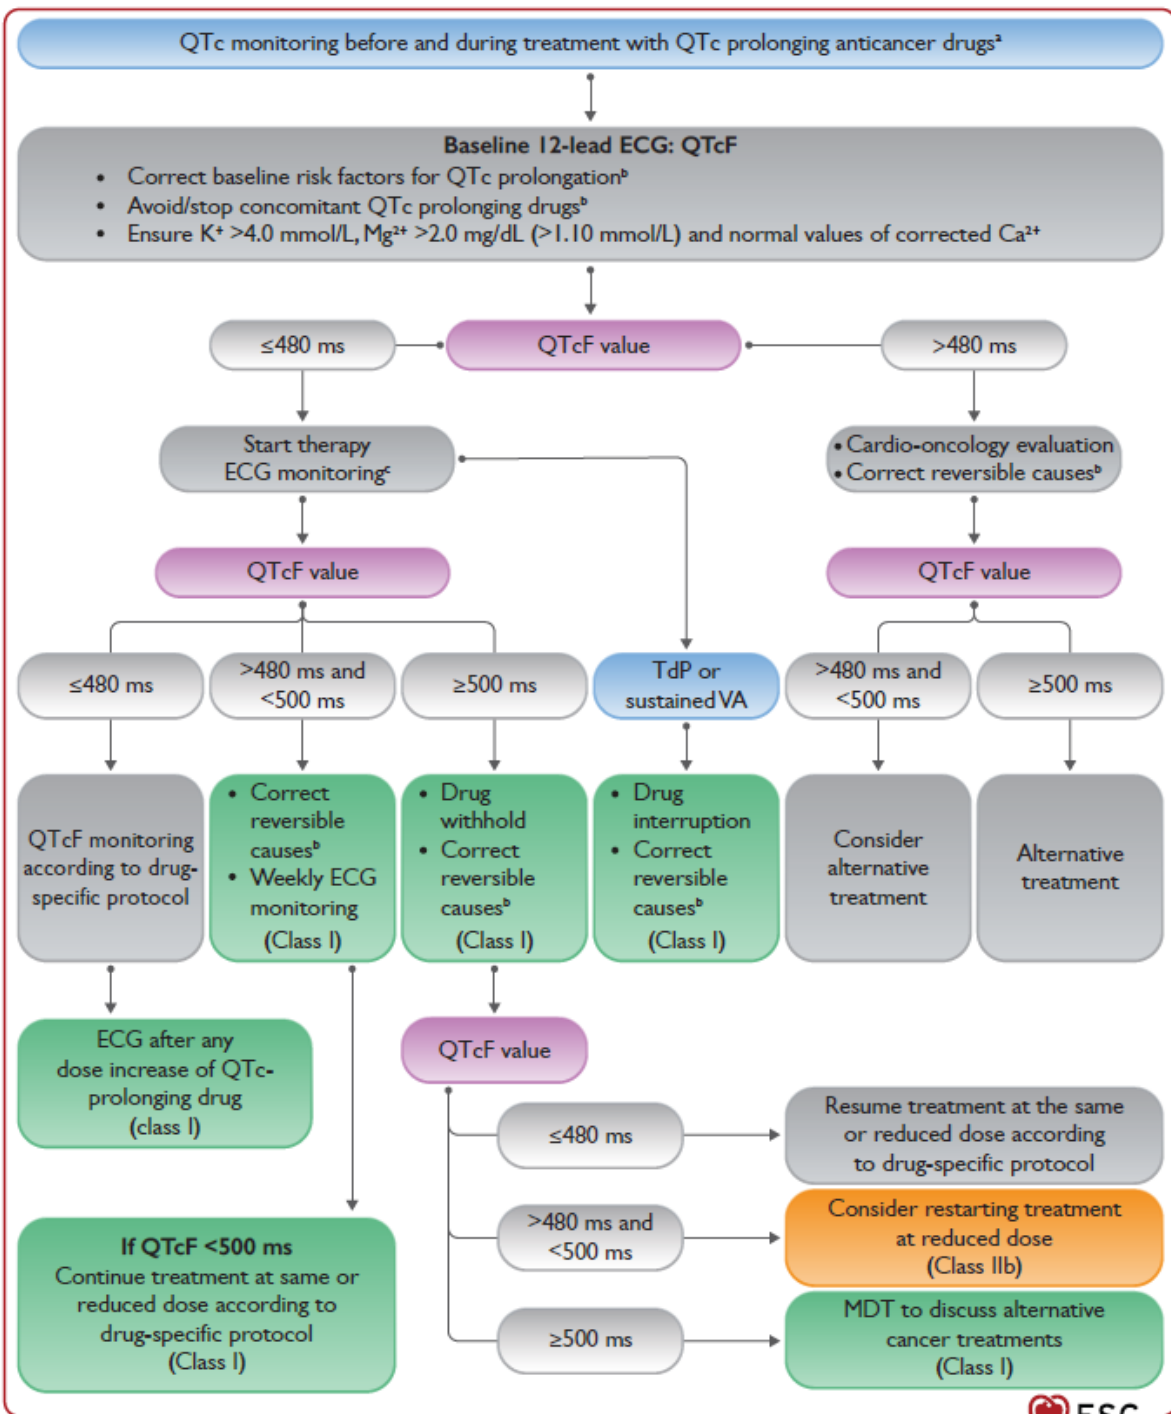 QTc monitoring before and during treatment with QTc prolonging anticancer drugsᵃ
Baseline 12-lead ECG: QTcF
• Correct baseline risk factors for QTc prolongationᵇ
• Avoid/stop concomitant QTc prolonging drugsᵇ
• Ensure K⁺ >4.0 mmol/L, Mg²⁺ >2.0 mg/dL (>1.10 mmol/L) and normal values of corrected Ca²⁺
≤480 ms
QTcF value
>480 ms
Start therapy
ECG monitoringᶜ
• Cardio-oncology evaluation
• Correct reversible causesᵇ
QTcF value
QTcF value
≤480 ms
>480 ms and
<500 ms
≥500 ms
TdP or
sustained VA
>480 ms and
<500 ms
≥500 ms
QTcF monitoring
according to drug-
specific protocol
• Correct
reversible
causesᵇ
• Weekly ECG
monitoring
(Class I)
• Drug
withhold
• Correct
reversible
causesᵇ
(Class I)
• Drug
interruption
• Correct
reversible
causesᵇ
(Class I)
Consider
alternative
treatment
Alternative
treatment
ECG after any
dose increase of QTc-
prolonging drug
(class I)
QTcF value
≤480 ms
Resume treatment at the same
or reduced dose according
to drug-specific protocol
>480 ms and
<500 ms
Consider restarting treatment
at reduced dose
(Class IIb)
≥500 ms
MDT to discuss alternative
cancer treatments
(Class I)
If QTcF <500 ms
Continue treatment at same or
reduced dose according to
drug-specific protocol
(Class I)
ESC